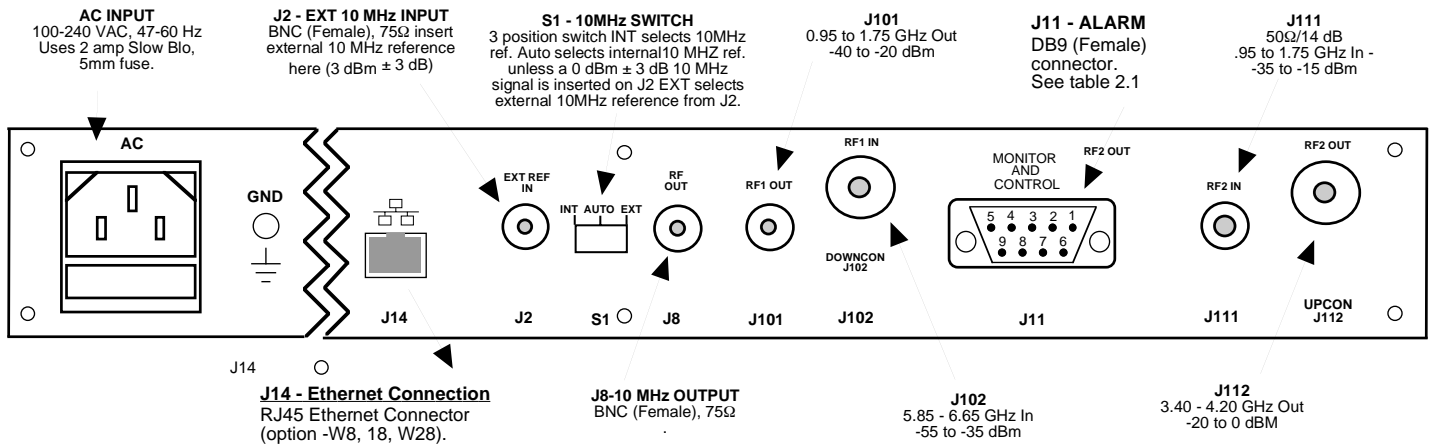 AC INPUT
100-240 VAC, 47-60 Hz
Uses 2 amp Slow Blo,
5mm fuse.
J2 - EXT 10 MHz INPUT
BNC (Female), 75Ω insert
external 10 MHz reference
here (3 dBm ± 3 dB)
S1 - 10MHz SWITCH
3 position switch INT selects 10MHz
ref. Auto selects internal10 MHZ ref.
unless a 0 dBm ± 3 dB 10 MHz
signal is inserted on J2 EXT selects
external 10MHz reference from J2.
J101
0.95 to 1.75 GHz Out
-40 to -20 dBm
J11 - ALARM
DB9 (Female)
connector.
See table 2.1
J111
50Ω/14 dB
.95 to 1.75 GHz In -
-35 to -15 dBm
AC
GND
EXT REF
IN
INT AUTO EXT
RF
OUT
RF1 OUT
RF1 IN
DOWNCON
J102
MONITOR
AND
CONTROL
RF2 OUT
5 4 3 2 1
9 8 7 6
RF2 IN
RF2 OUT
UPCON
J112
J14
J2
S1
J8
J101
J102
J11
J111
J14
J14 - Ethernet Connection
RJ45 Ethernet Connector
(option -W8, 18, W28).
J8-10 MHz OUTPUT
BNC (Female), 75Ω
.
J102
5.85 - 6.65 GHz In
-55 to -35 dBm
J112
3.40 - 4.20 GHz Out
-20 to 0 dBM